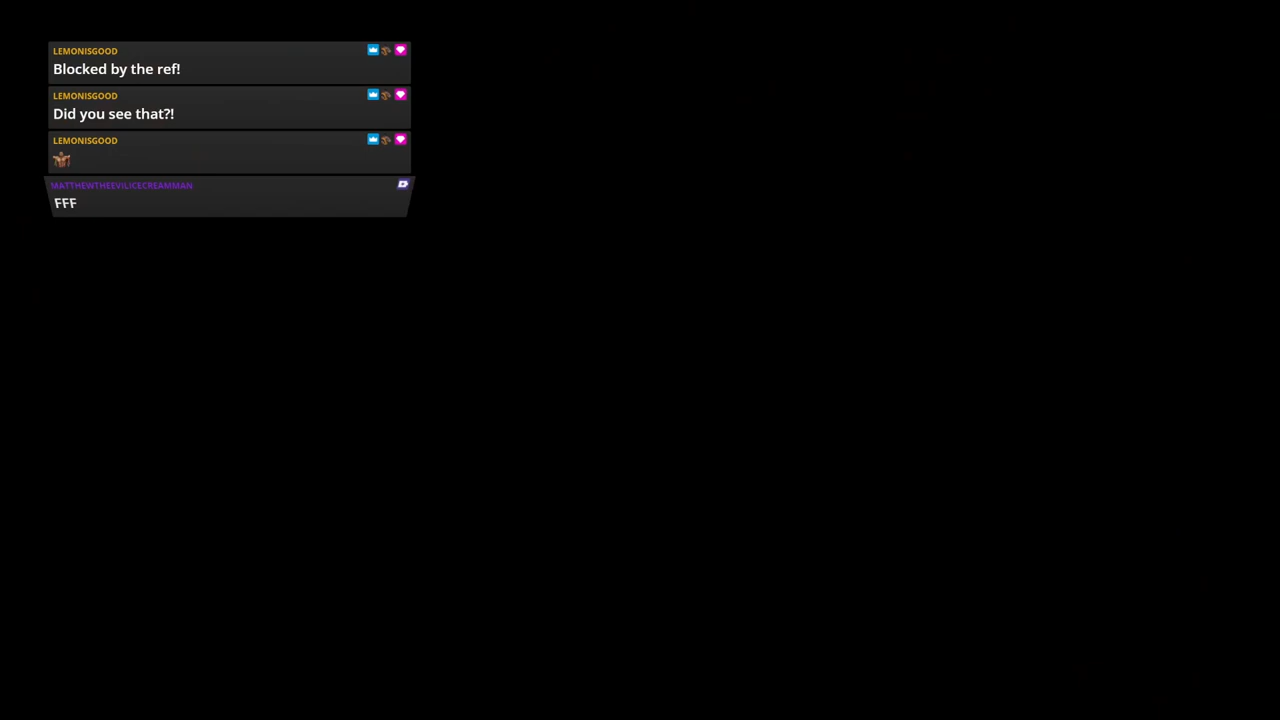 LEMONISGOOD
Blocked by the ref!
LEMONISGOOD
Did you see that?!
LEMONISGOOD
MATTHEWTHEEVILICECREAMMAN
FFF